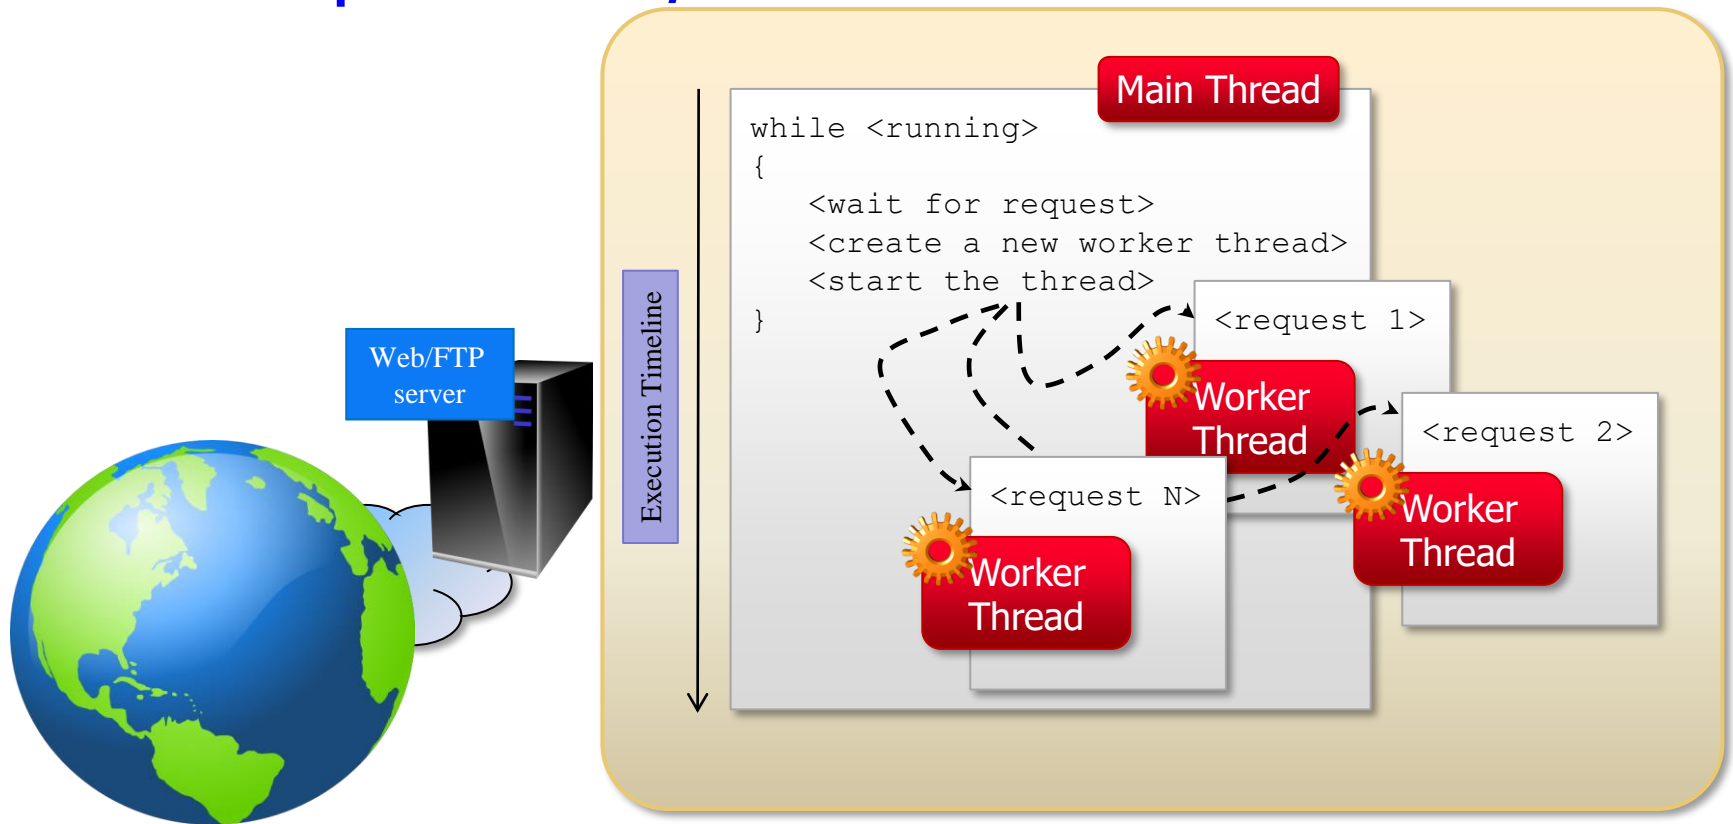 Main Thread
while <running>
{
<wait for request>
<create a new worker thread>
<start the thread>
}
Execution Timeline
Web/FTP
server
<request 1>
Worker
Thread
<request 2>
Worker
Thread
<request N>
Worker
Thread